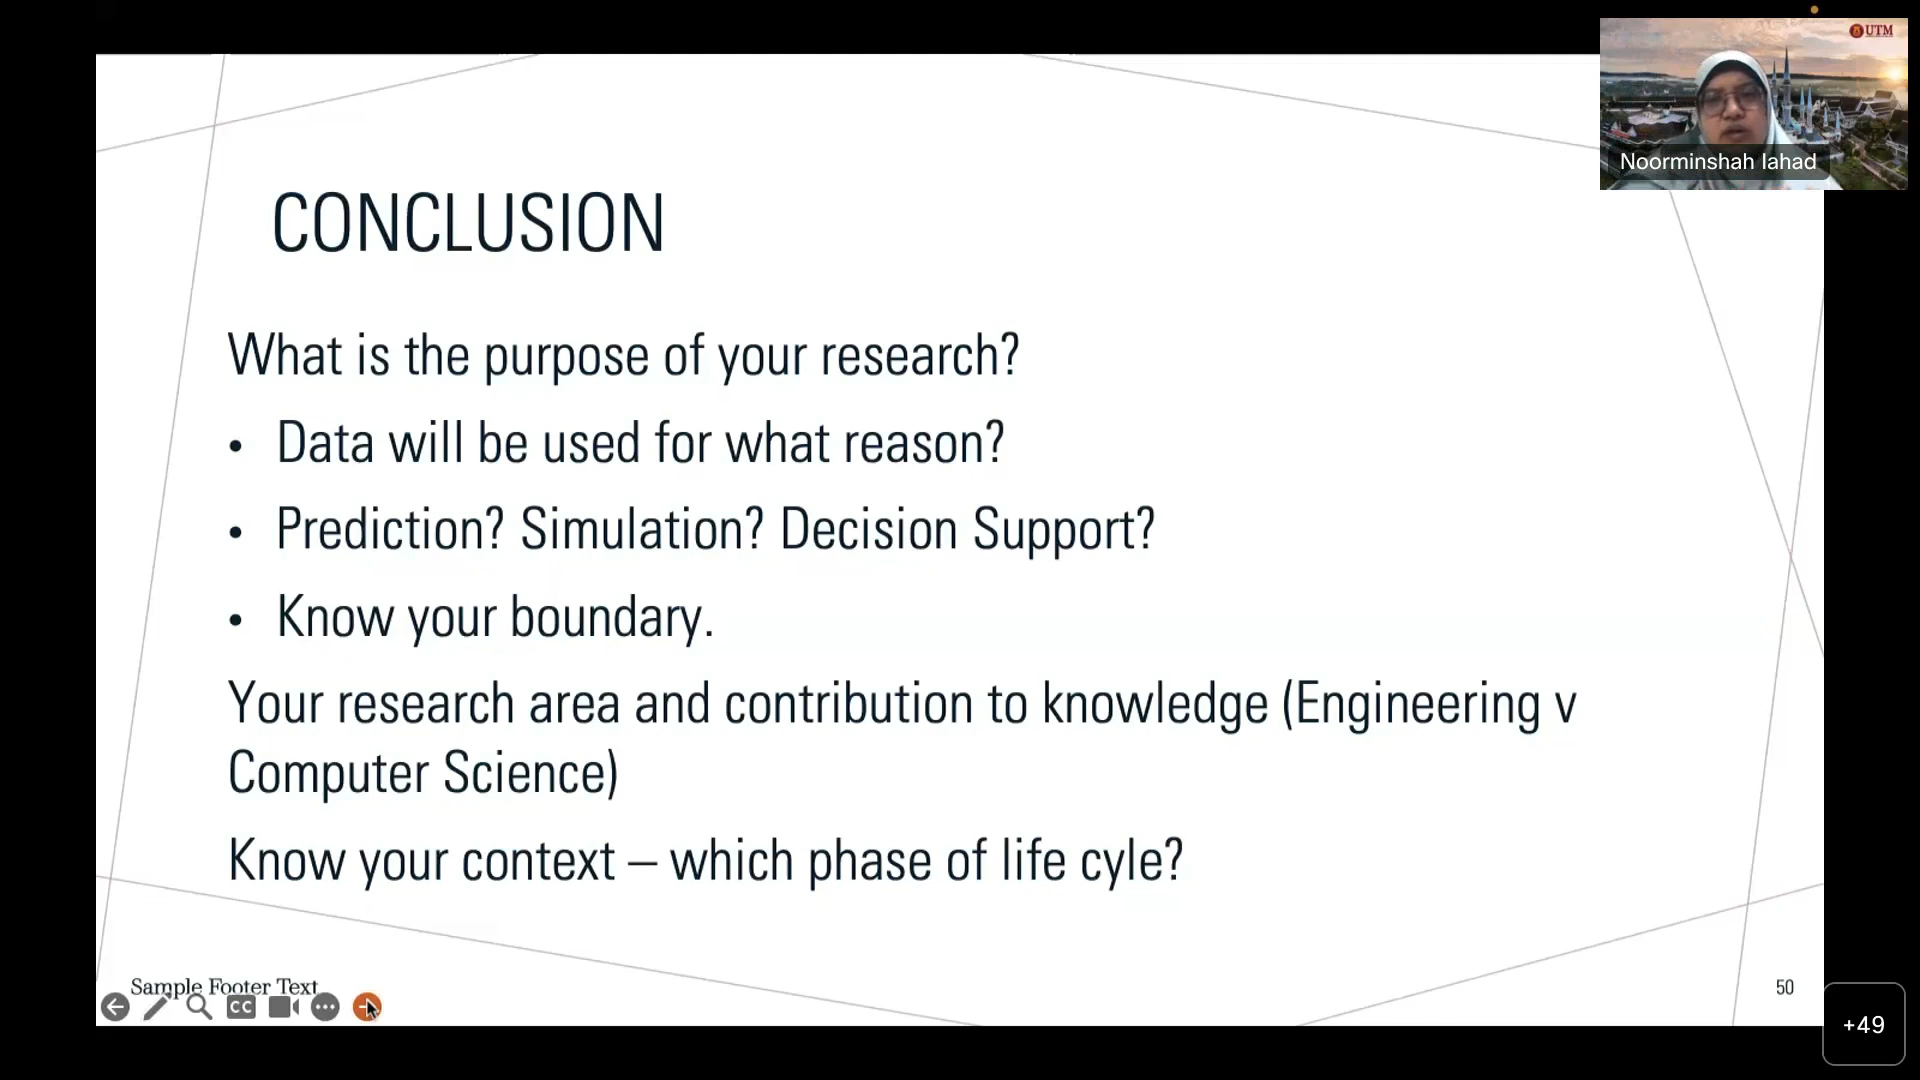 UTM
Noorminshah Iahad
CONCLUSION
What is the purpose of your research?
• Data will be used for what reason?
• Prediction? Simulation? Decision Support?
• Know your boundary.
Your research area and contribution to knowledge (Engineering v
Computer Science)
Know your context – which phase of life cyle?
Sample Footer Text
50
CC
+49